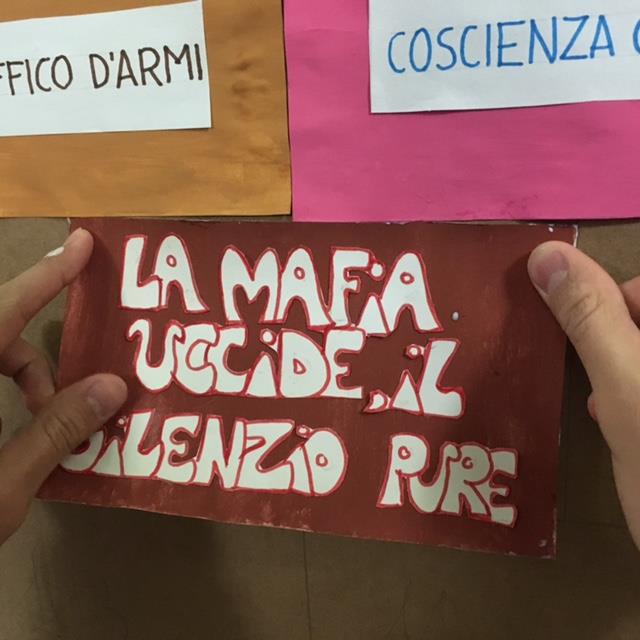 FFICO D'ARMI
COSCIENZA
LA MAFIA
UCCIDE, IL
SILENZIO PURE